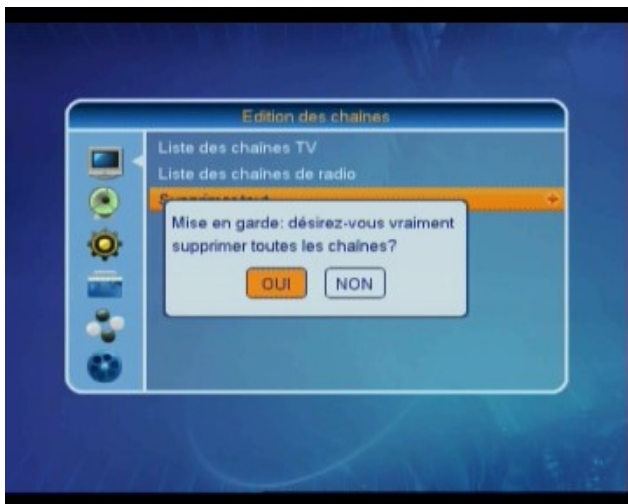 Edition des chaînes
Liste des chaînes TV
Liste des chaînes de radio
Mise en garde: désirez-vous vraiment
supprimer toutes les chaînes?
OUI NON